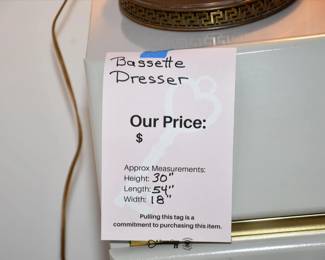 Bassette
Dresser
Our Price:
$
Approx Measurements:
Height: 30"
Length: 54"
Width: 18"
Pulling this tag is a
commitment to purchasing this item.